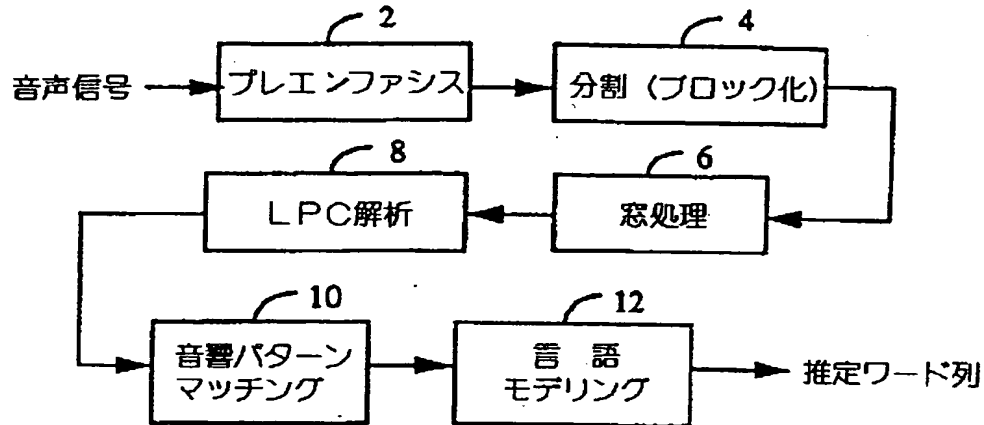 2
4
音声信号
プレエンファシス
分割 (ブロック化)
8
6
LPC解析
窓処理
10
12
音響パターン
マッチング
言語
モデリング
推定ワード列